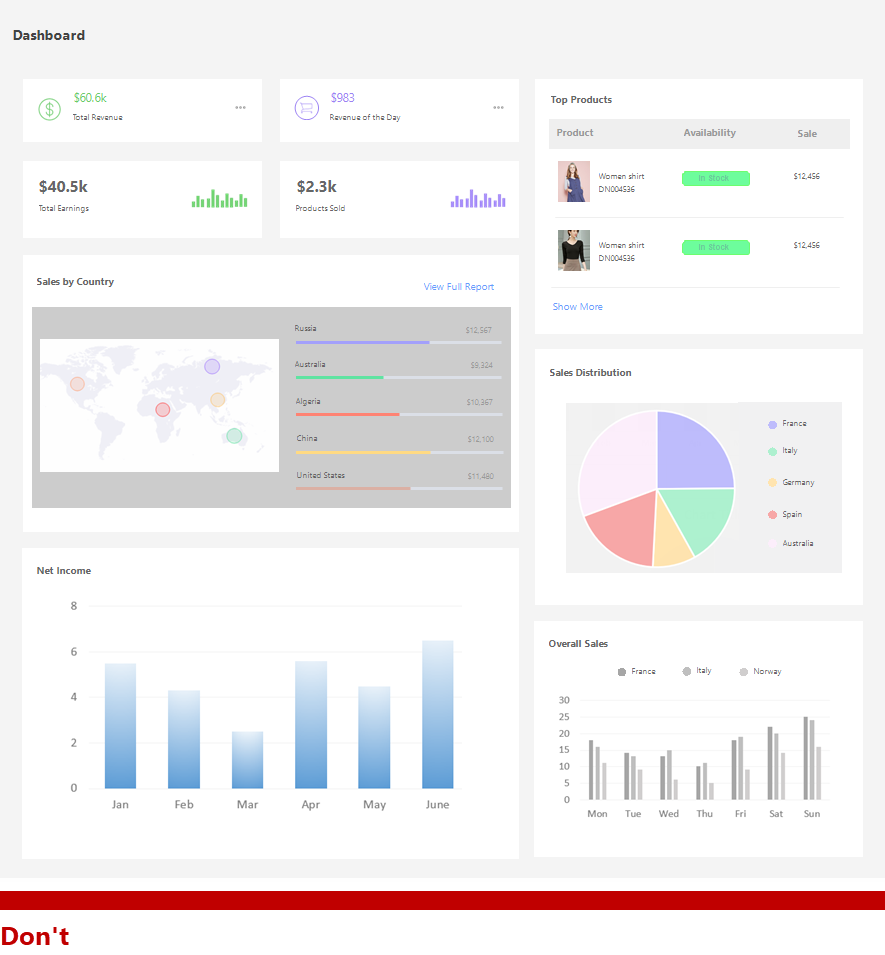 Dashboard
$60.6k
Total Revenue
$983
Revenue of the Day
$40.5k
Total Earnings
$2.3k
Products Sold
Sales by Country
View Full Report
Russia
$12,567
Australia
$9,324
Algeria
$10,367
China
$12,100
United States
$11,480
Net Income
8
6
4
2
0
Jan Feb Mar Apr May June
Top Products
Product Availability Sale
Women shirt
DN004536
In Stock
$12,456
Women shirt
DN004536
In Stock
$12,456
Show More
Sales Distribution
France
Italy
Germany
Spain
Australia
Overall Sales
France Italy Norway
30
25
20
15
10
5
0
Mon Tue Wed Thu Fri Sat Sun
Don't